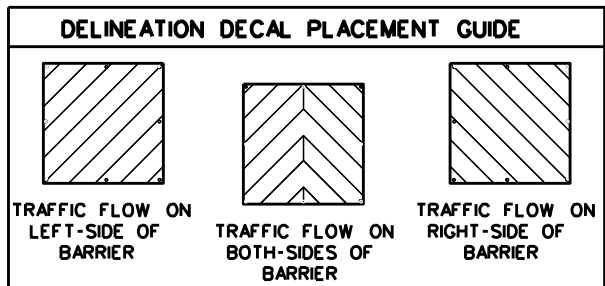 DELINEATION DECAL PLACEMENT GUIDE
TRAFFIC FLOW ON
LEFT-SIDE OF
BARRIER
TRAFFIC FLOW ON
BOTH-SIDES OF
BARRIER
TRAFFIC FLOW ON
RIGHT-SIDE OF
BARRIER